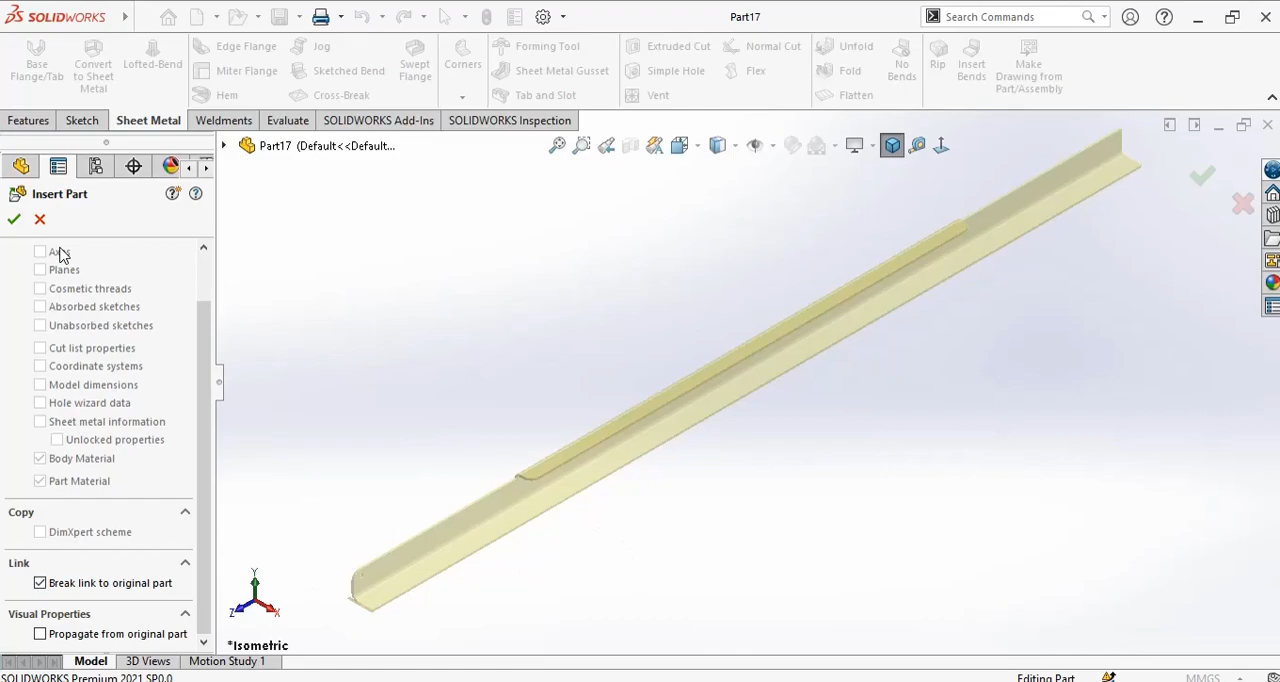 SOLIDWORKS
Part17
Search Commands
Base Flange/Tab
Convert to Sheet Metal
Lofted-Bend
Edge Flange
Miter Flange
Hem
Jog
Sketched Bend
Cross-Break
Swept Flange
Corners
Forming Tool
Sheet Metal Gusset
Tab and Slot
Extruded Cut
Simple Hole
Vent
Normal Cut
Flex
Unfold
Fold
Flatten
No Bends
Rip
Insert Bends
Make Drawing from Part/Assembly
Features
Sketch
Sheet Metal
Weldments
Evaluate
SOLIDWORKS Add-Ins
SOLIDWORKS Inspection
Part17 (Default<<Default...
Insert Part
Planes
Cosmetic threads
Absorbed sketches
Unabsorbed sketches
Cut list properties
Coordinate systems
Model dimensions
Hole wizard data
Sheet metal information
Unlocked properties
Body Material
Part Material
Copy
DimXpert scheme
Link
Break link to original part
Visual Properties
Propagate from original part
Y
Z
X
*Isometric
Model
3D Views
Motion Study 1
SOLIDWORKS Premium 2021 SP0.0
Editing Part
MMGS